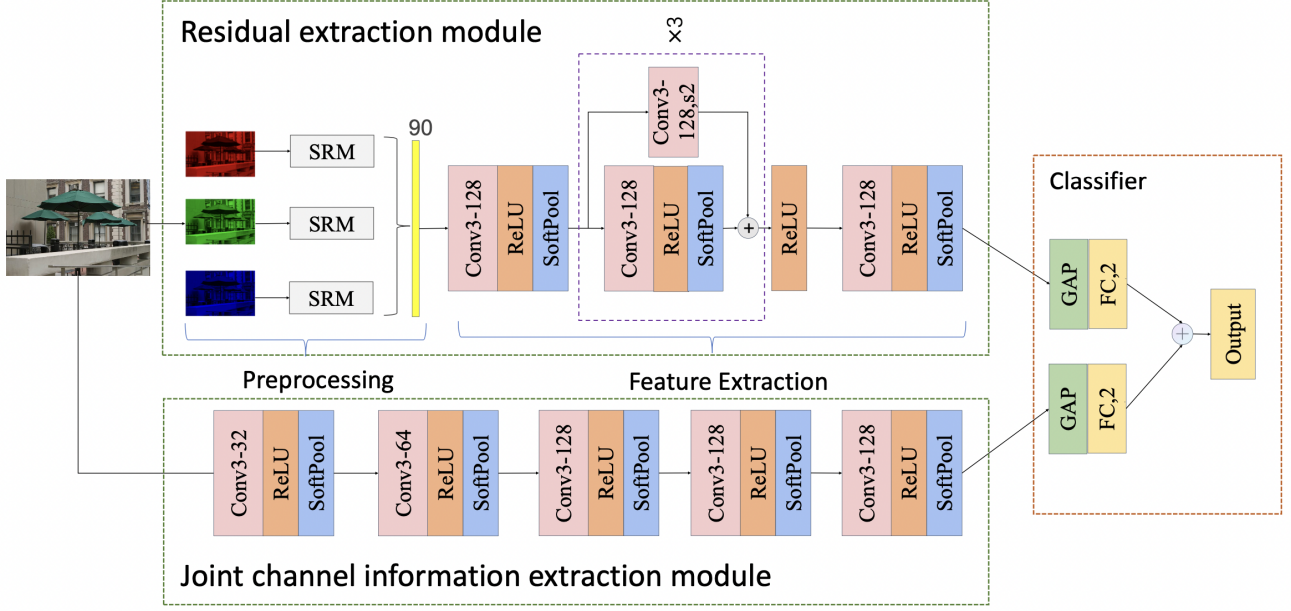 Residual extraction module
×3
Conv3-
128,s2
90
SRM
SRM
SRM
Conv3-128
ReLU
SoftPool
Conv3-128
ReLU
SoftPool
+
ReLU
Conv3-128
ReLU
SoftPool
Preprocessing
Feature Extraction
Conv3-32
ReLU
SoftPool
Conv3-64
ReLU
SoftPool
Conv3-128
ReLU
SoftPool
Conv3-128
ReLU
SoftPool
Conv3-128
ReLU
SoftPool
Joint channel information extraction module
Classifier
GAP
FC,2
GAP
FC,2
+
Output